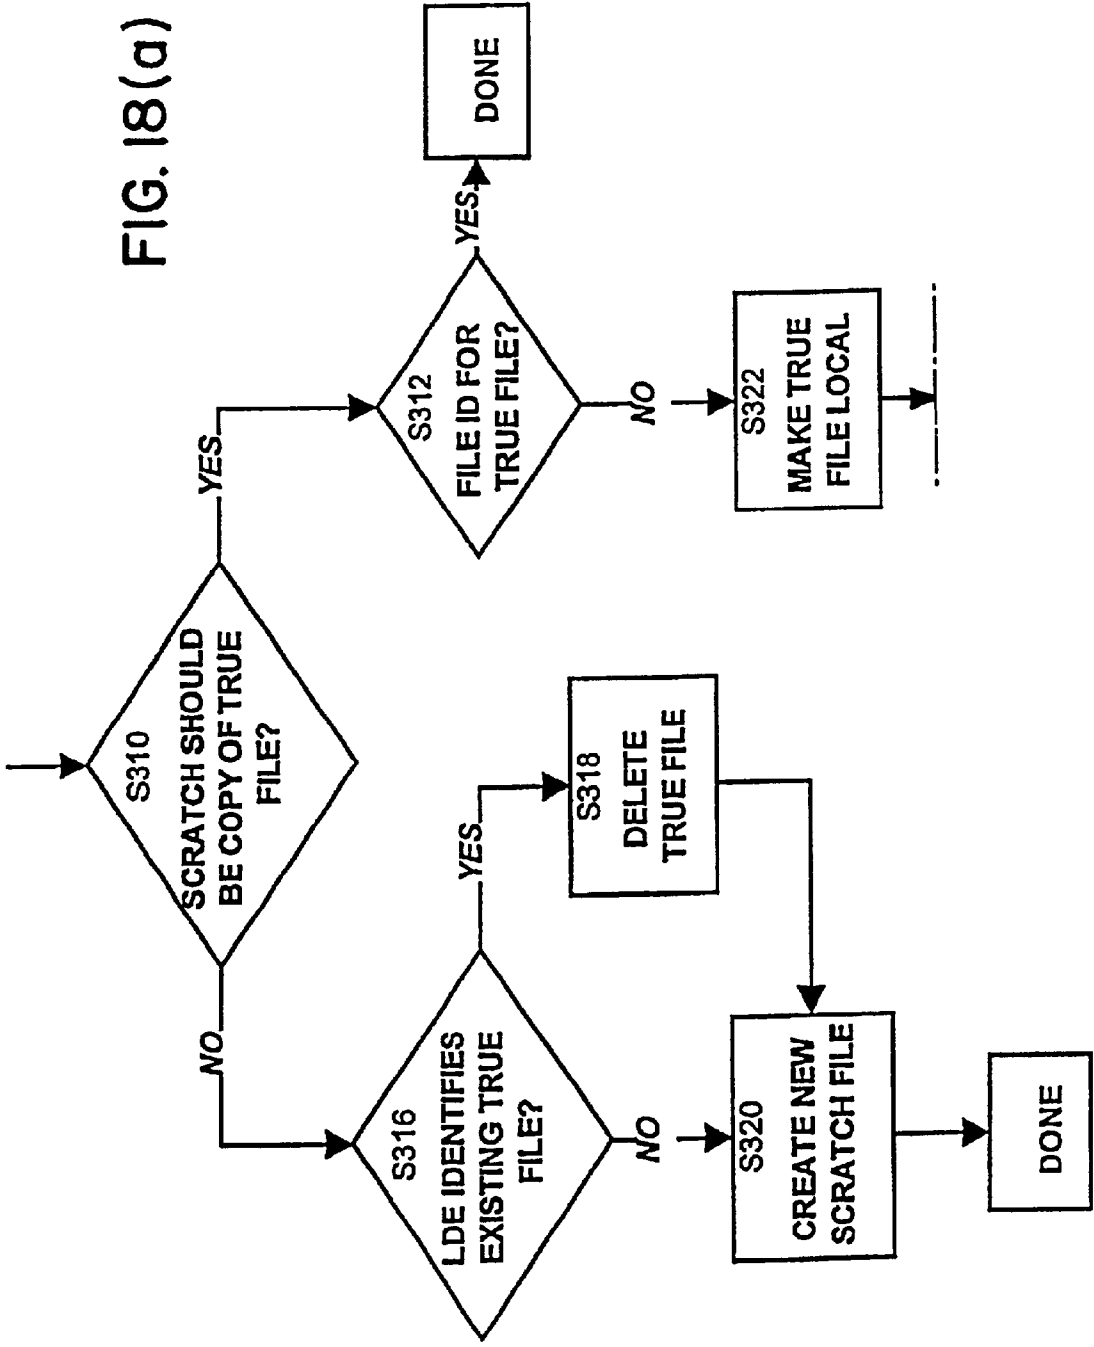 FIG. 18(a)
S310
SCRATCH SHOULD
BE COPY OF TRUE
FILE?
NO
YES
S316
LDE IDENTIFIES
EXISTING TRUE
FILE?
YES
NO
S318
DELETE
TRUE FILE
S320
CREATE NEW
SCRATCH FILE
DONE
S312
FILE ID FOR
TRUE FILE?
YES
DONE
NO
S322
MAKE TRUE
FILE LOCAL